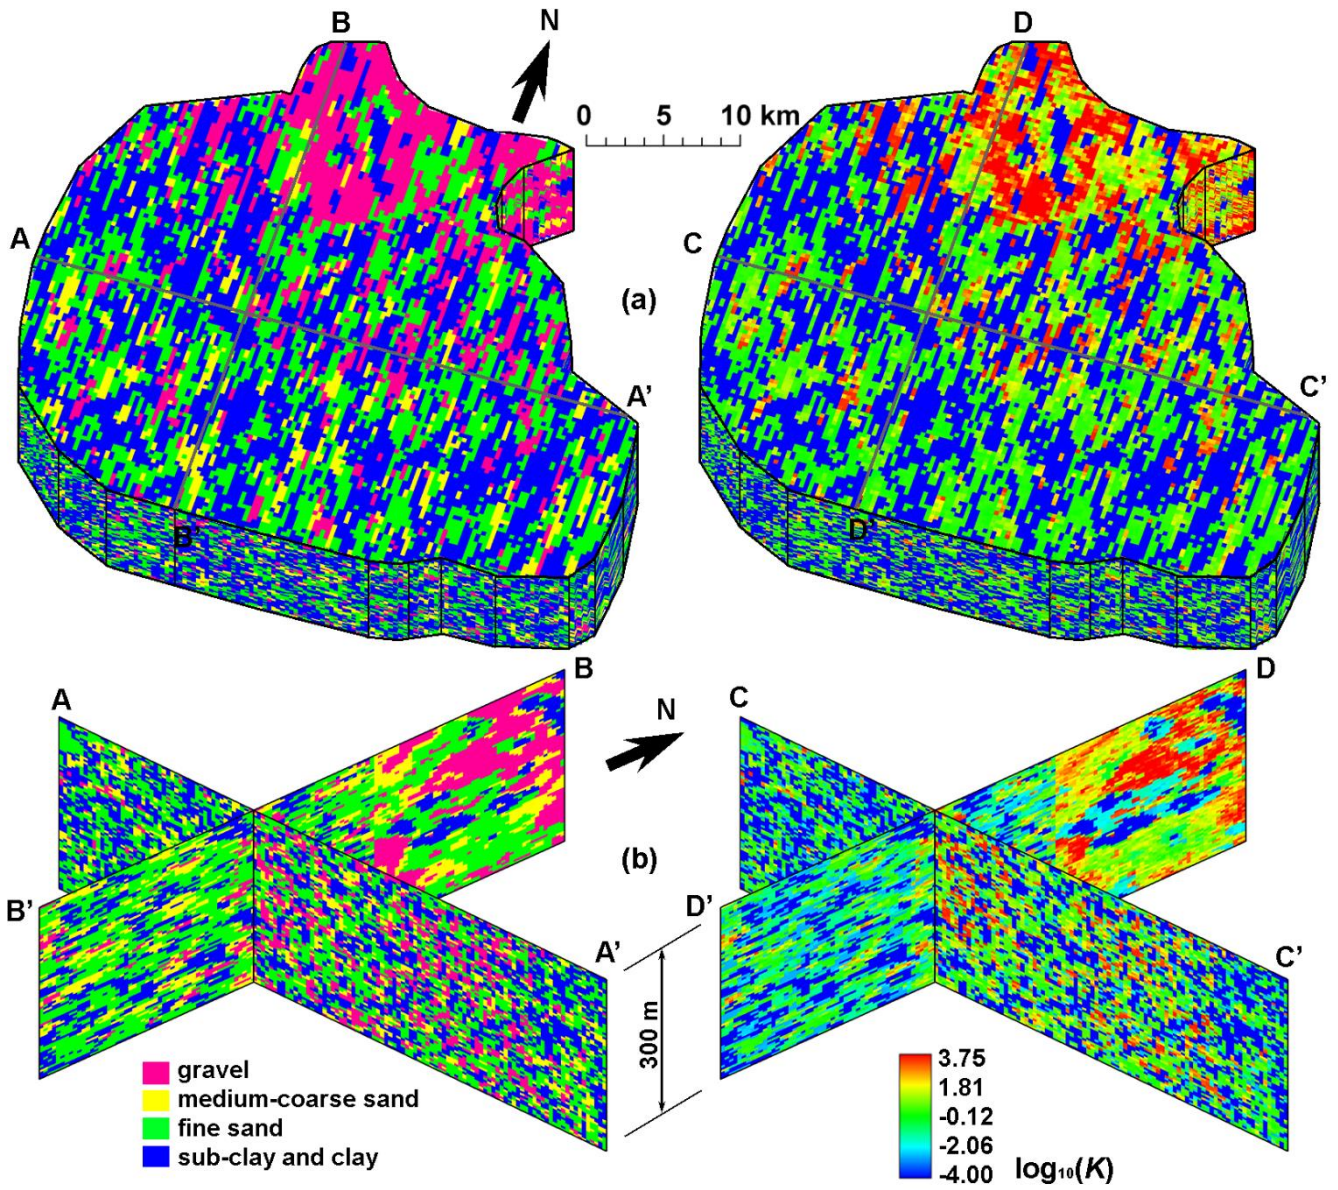 B
N
D
0 5 10 km
A
C
(a)
A’
C’
B’
D’
B
D
A
C
N
(b)
B’
D’
A’
C’
300 m
gravel
medium-coarse sand
fine sand
sub-clay and clay
3.75
1.81
-0.12
-2.06
-4.00
log₁₀(K)